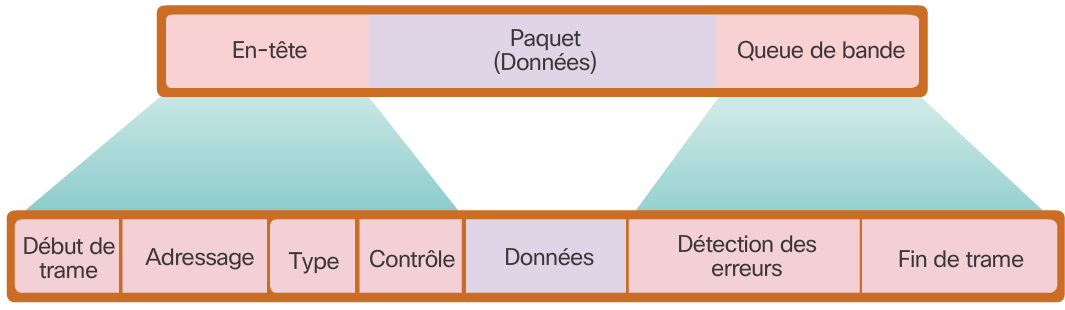 En-tête
Paquet
(Données)
Queue de bande
Début de
trame
Adressage
Type
Contrôle
Données
Détection des
erreurs
Fin de trame